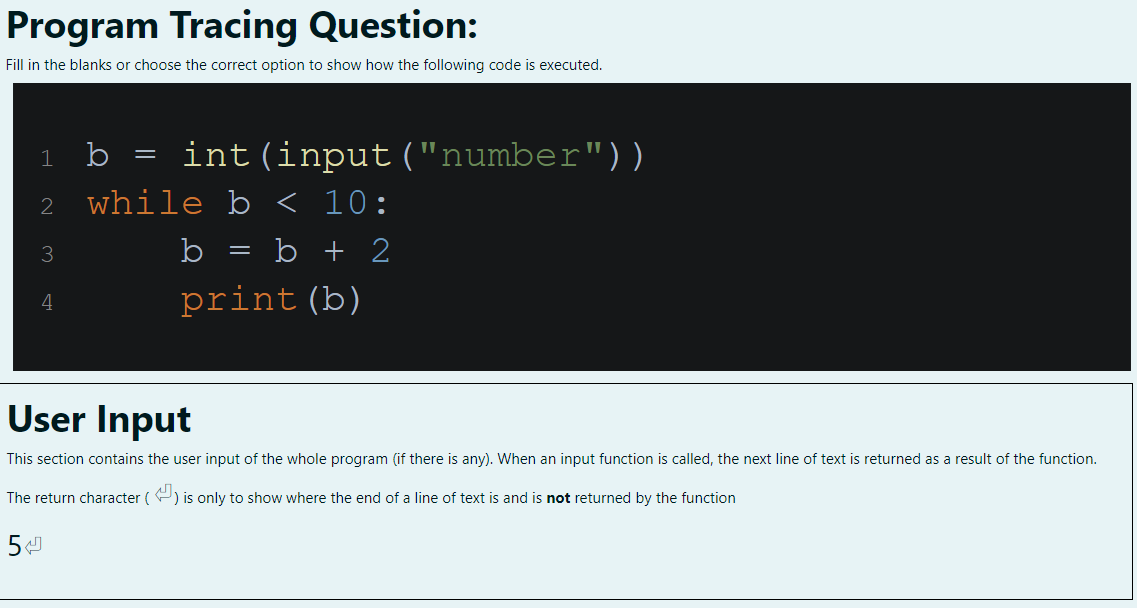 Program Tracing Question:
Fill in the blanks or choose the correct option to show how the following code is executed.
1 b = int(input("number"))
2 while b < 10:
3     b = b + 2
4     print(b)
User Input
This section contains the user input of the whole program (if there is any). When an input function is called, the next line of text is returned as a result of the function.
The return character ( ⏎) is only to show where the end of a line of text is and is not returned by the function
5⏎